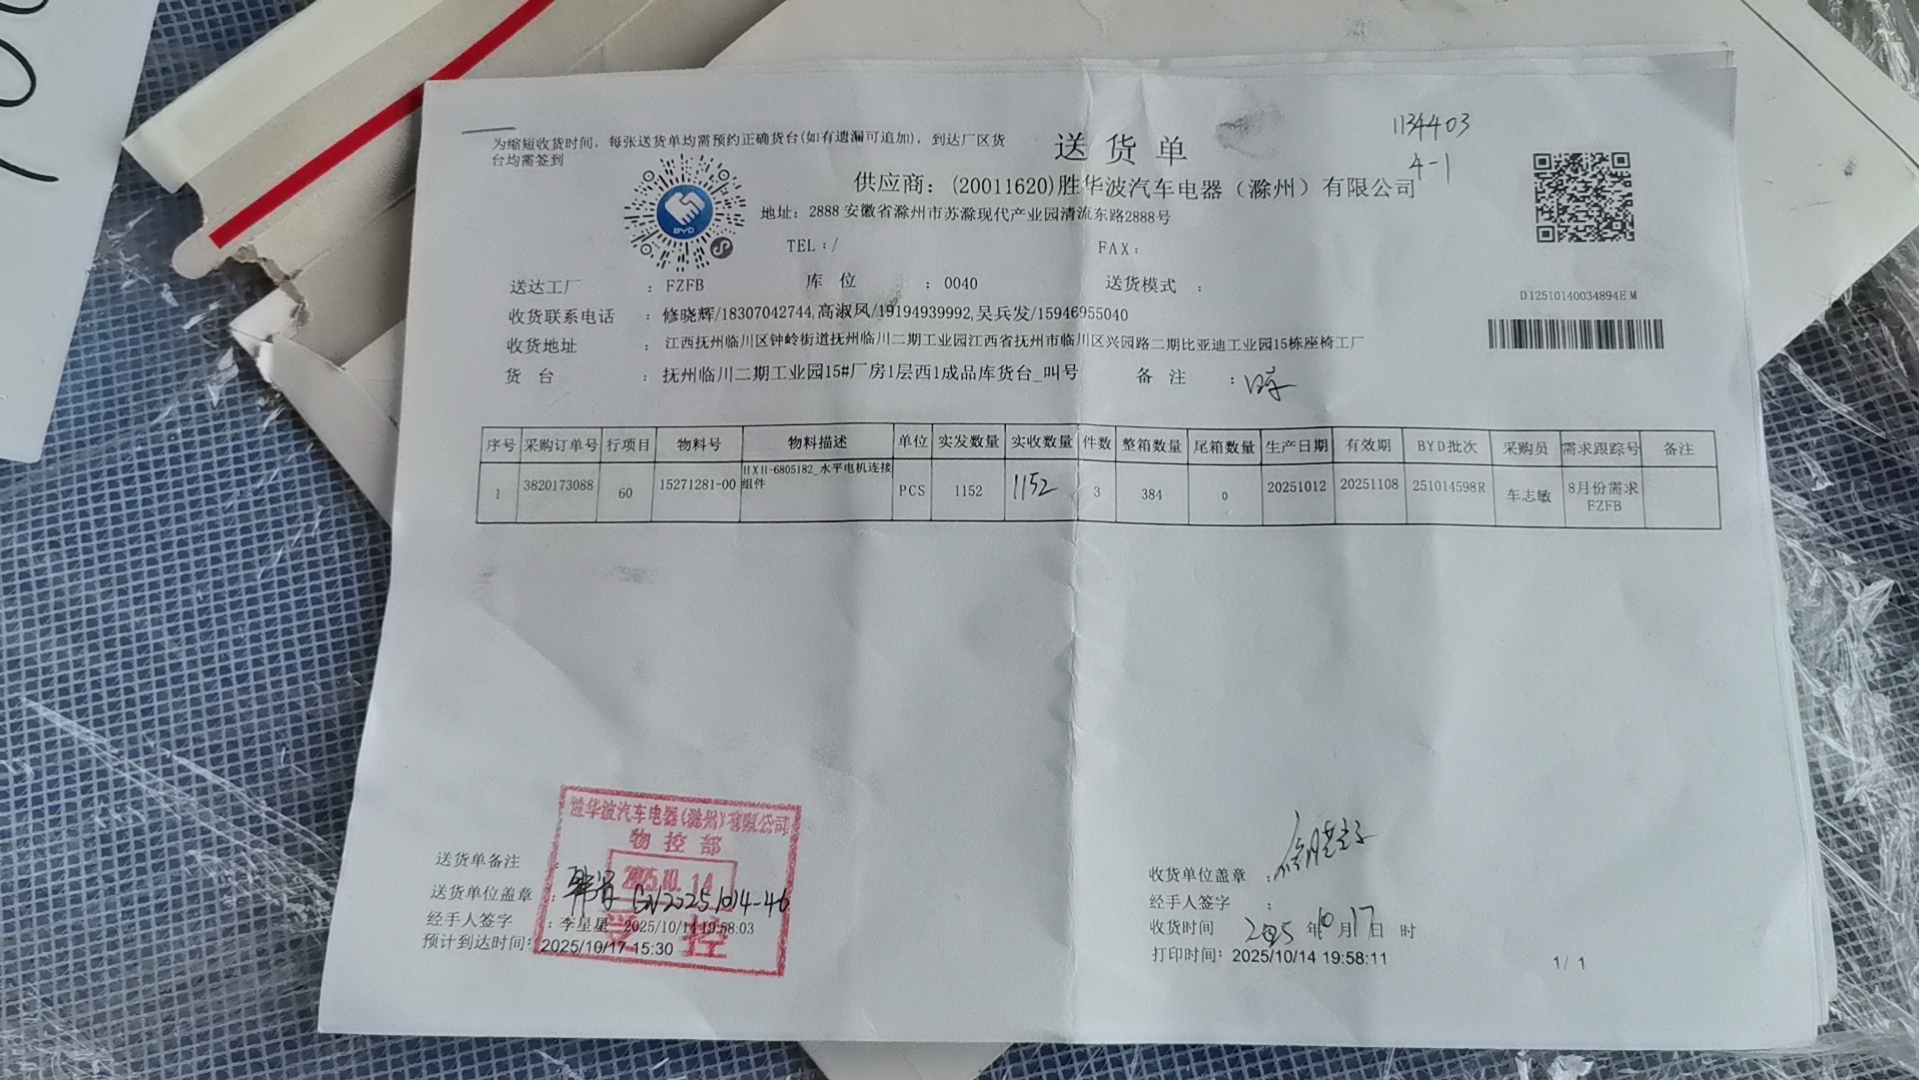 为缩短收货时间，每张送货单均需预约正确货台(如有遗漏可追加)，到达厂区货
台均需签到
送货单
1134403
4-1
供应商：(20011620)胜华波汽车电器（滁州）有限公司
地址：2888 安徽省滁州市苏滁现代产业园清流东路2888号
BYD
TEL：/
FAX：
送达工厂 ：FZFB
库 位 ：0040
送货模式 ：
D12510140034894EM
收货联系电话 ：修晓辉/18307042744,高淑凤/19194939992,吴兵发/15946955040
收货地址 ：江西抚州临川区钟岭街道抚州临川二期工业园江西省抚州市临川区兴园路二期比亚迪工业园15栋座椅工厂
货 台 ：抚州临川二期工业园15#厂房1层西1成品库货台_叫号
备 注 ：
序号 采购订单号 行项目 物料号 物料描述 单位 实发数量 实收数量 件数 整箱数量 尾箱数量 生产日期 有效期 BYD批次 采购员 需求跟踪号 备注
1 3820173088 60 15271281-00 HXH-6805182_水平电机连接组件 PCS 1152 1152 3 384 0 20251012 20251108 251014598R 车志敏 8月份需求FZFB
胜华波汽车电器(滁州)有限公司
物控部
2025.10.14
受控
送货单备注 ：
送货单位盖章 ： GN20251014-46
经手人签字 ：李星星 2025/10/14 19:58:03
预计到达时间：2025/10/17 15:30
收货单位盖章 ：
经手人签字 ：
收货时间 2025 年10月17日 时
打印时间：2025/10/14 19:58:11
1/ 1